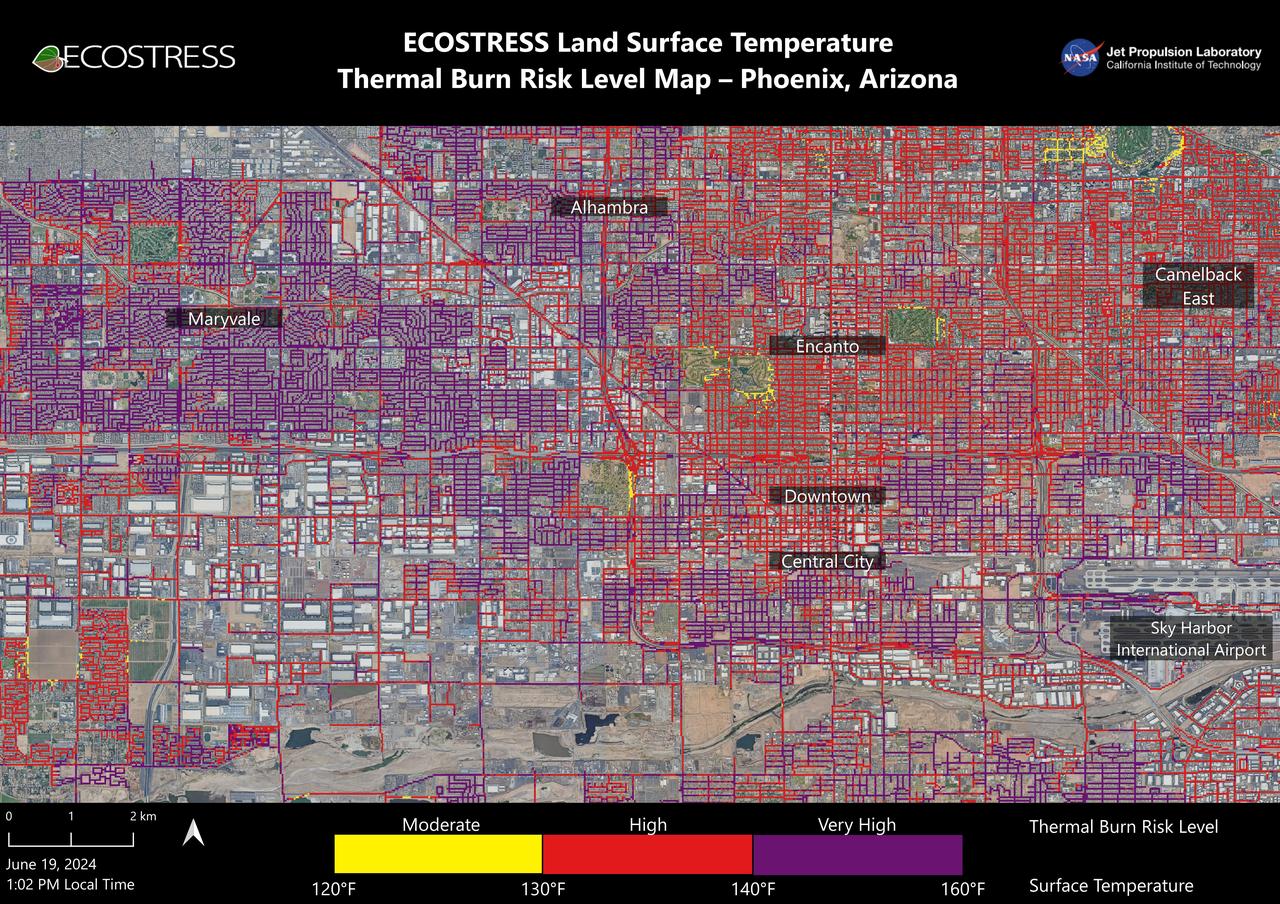 ECOSTRESS
ECOSTRESS Land Surface Temperature
Thermal Burn Risk Level Map – Phoenix, Arizona
NASA
Jet Propulsion Laboratory
California Institute of Technology
Alhambra
Camelback
East
Maryvale
Encanto
Downtown
Central City
Sky Harbor
International Airport
0 1 2 km
June 19, 2024
1:02 PM Local Time
Moderate High Very High
Thermal Burn Risk Level
120°F 130°F 140°F 160°F
Surface Temperature